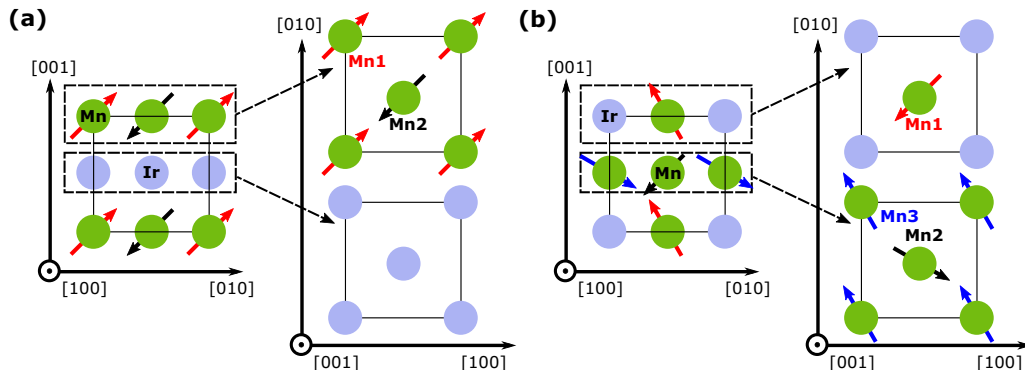 (a)
[010]
[001]
Mn1
Mn
Mn2
Ir
[100]
[010]
[001]
[100]
(b)
[010]
[001]
Ir
Mn1
Mn
Mn3
Mn2
[100]
[010]
[001]
[100]